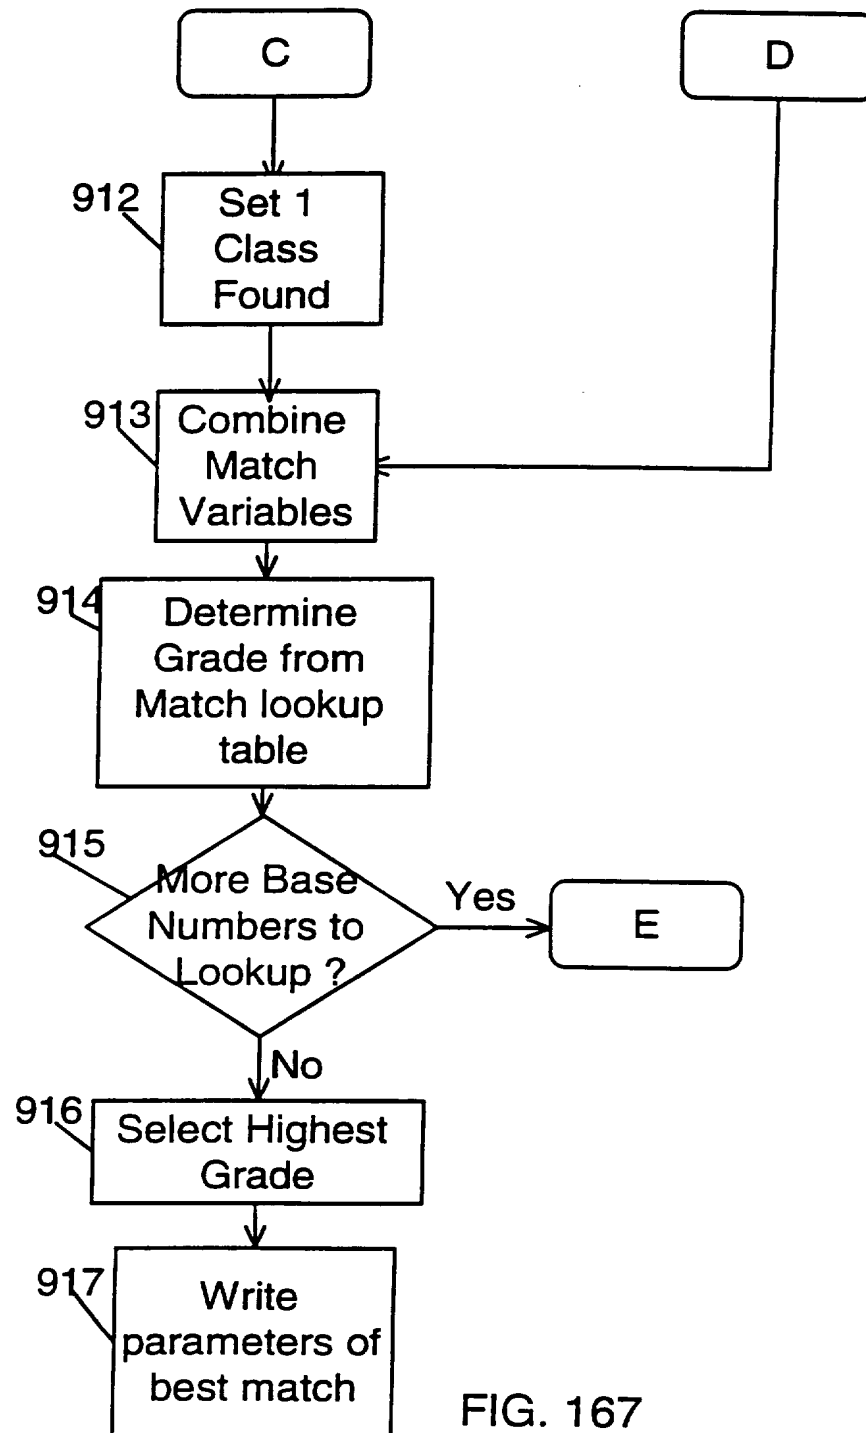 C
D
912
Set 1
Class
Found
913
Combine
Match
Variables
914
Determine
Grade from
Match lookup
table
915
More Base
Numbers to
Lookup ?
Yes
E
No
916
Select Highest
Grade
917
Write
parameters of
best match
FIG. 167